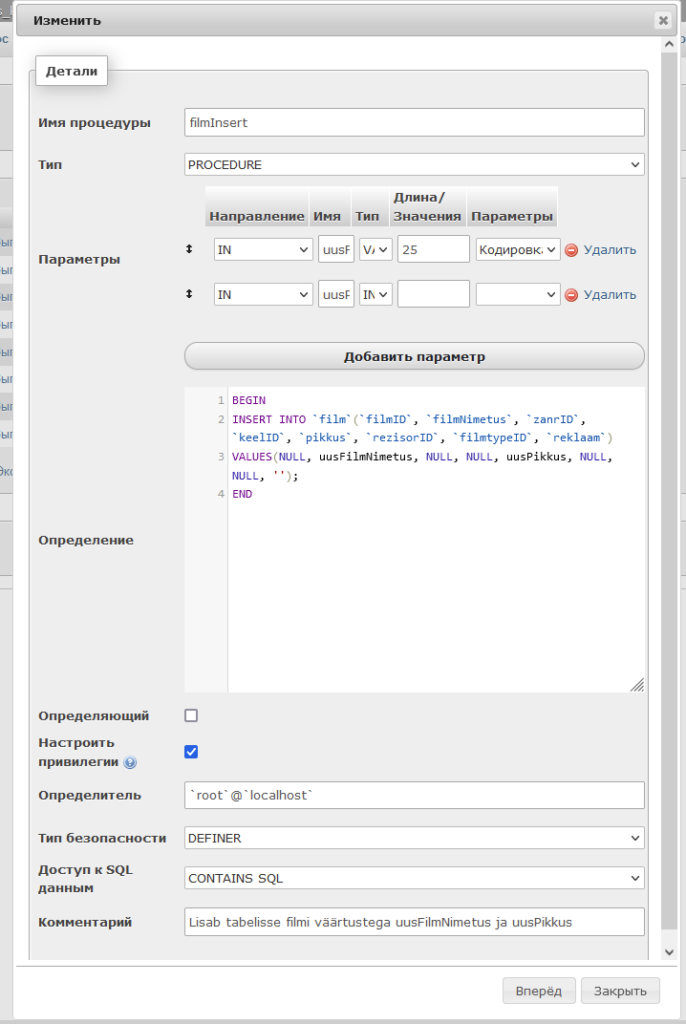 Изменить
Детали
Имя процедуры filmInsert
Тип PROCEDURE
Направление Имя Тип Длина/ Значения Параметры
Параметры
IN uusF VA 25 Кодировка Удалить
IN uusF IN Удалить
Добавить параметр
Определение
1 BEGIN
2 INSERT INTO `film`(`filmID`, `filmNimetus`, `zanrID`,
`keelID`, `pikkus`, `rezisorID`, `filmtypeID`, `reklaam`)
3 VALUES(NULL, uusFilmNimetus, NULL, NULL, uusPikkus, NULL,
NULL, '');
4 END
Определяющий
Настроить
привилегии
Определитель `root`@`localhost`
Тип безопасности DEFINER
Доступ к SQL
данным CONTAINS SQL
Комментарий Lisab tabelisse filmi väärtustega uusFilmNimetus ja uusPikkus
Вперёд Закрыть